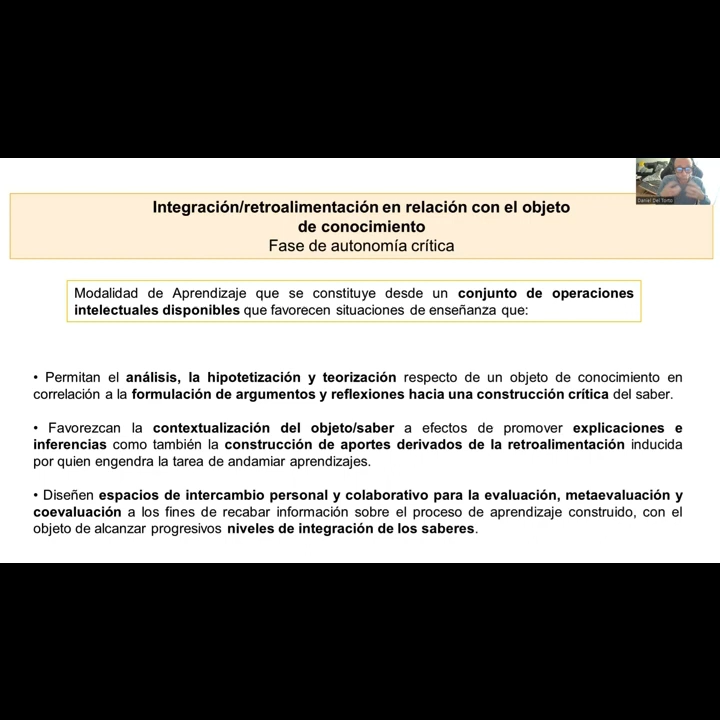 Daniel Del Torto
Integración/retroalimentación en relación con el objeto
de conocimiento
Fase de autonomía crítica
Modalidad de Aprendizaje que se constituye desde un conjunto de operaciones
intelectuales disponibles que favorecen situaciones de enseñanza que:
• Permitan el análisis, la hipotetización y teorización respecto de un objeto de conocimiento en
correlación a la formulación de argumentos y reflexiones hacia una construcción crítica del saber.
• Favorezcan la contextualización del objeto/saber a efectos de promover explicaciones e
inferencias como también la construcción de aportes derivados de la retroalimentación inducida
por quien engendra la tarea de andamiar aprendizajes.
• Diseñen espacios de intercambio personal y colaborativo para la evaluación, metaevaluación y
coevaluación a los fines de recabar información sobre el proceso de aprendizaje construido, con el
objeto de alcanzar progresivos niveles de integración de los saberes.